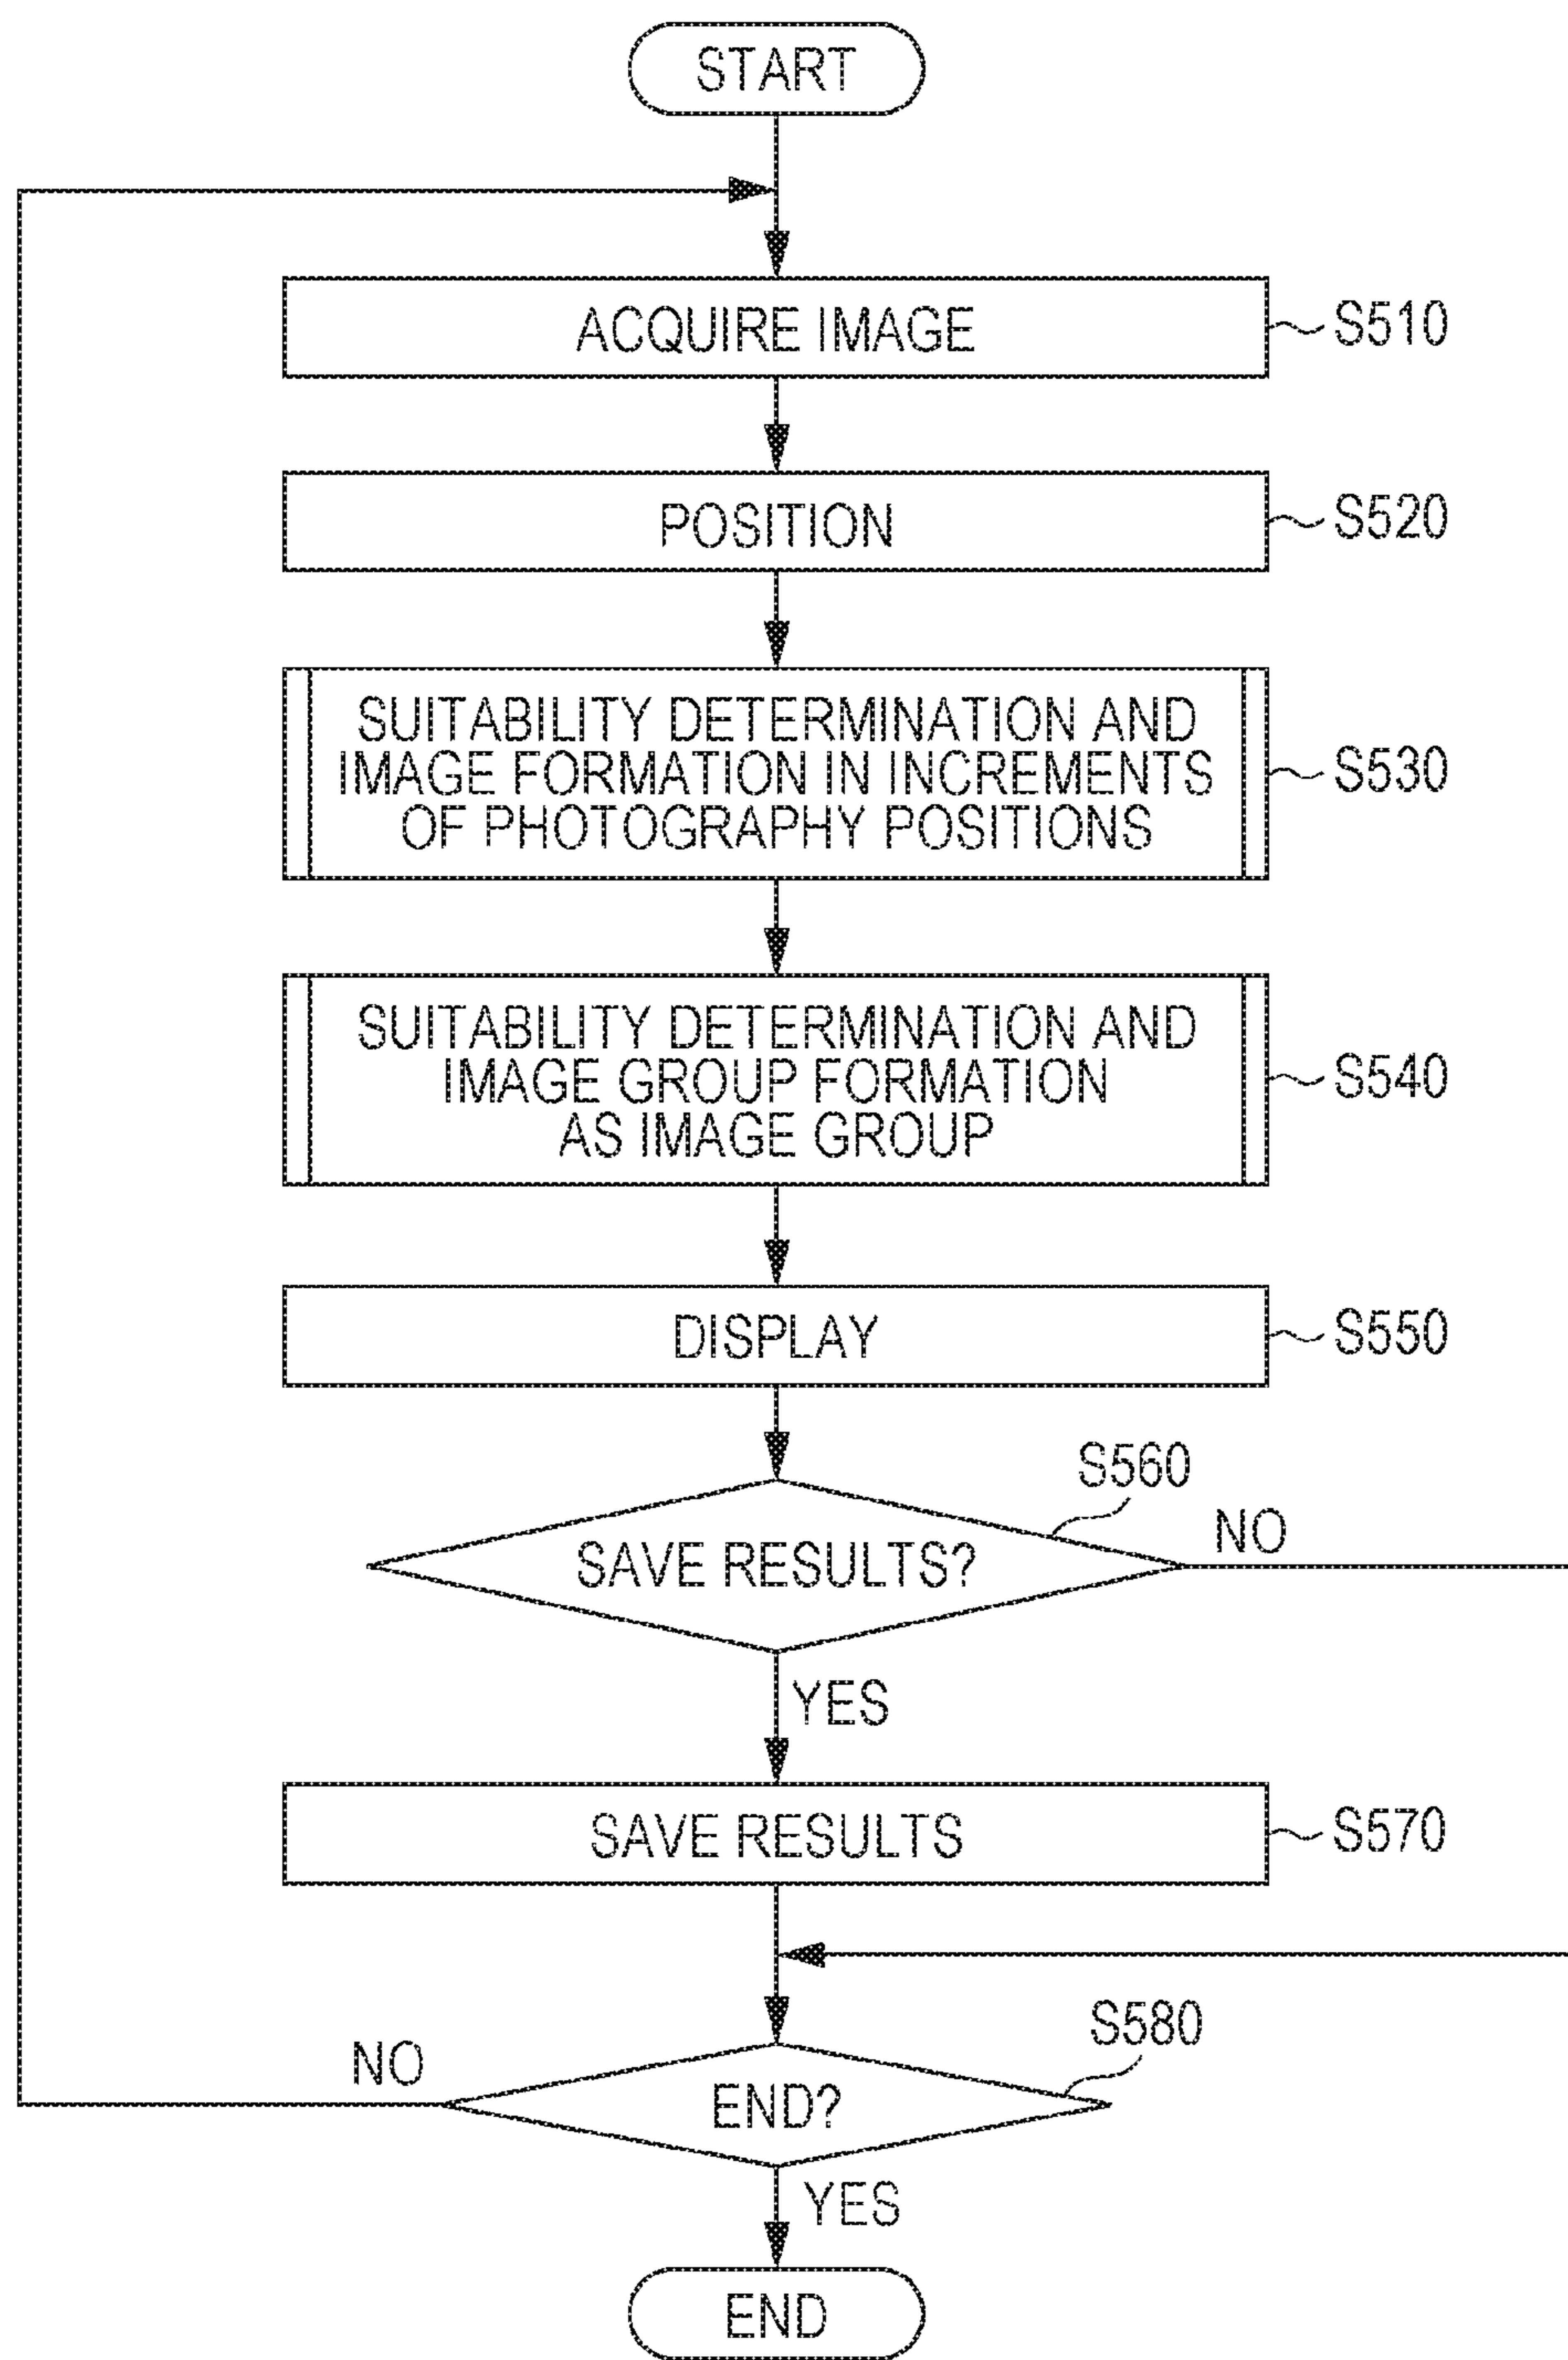 START
ACQUIRE IMAGE
S510
POSITION
S520
SUITABILITY DETERMINATION AND
IMAGE FORMATION IN INCREMENTS
OF PHOTOGRAPHY POSITIONS
S530
SUITABILITY DETERMINATION AND
IMAGE GROUP FORMATION
AS IMAGE GROUP
S540
DISPLAY
S550
S560
SAVE RESULTS?
NO
YES
SAVE RESULTS
S570
S580
NO
END?
YES
END